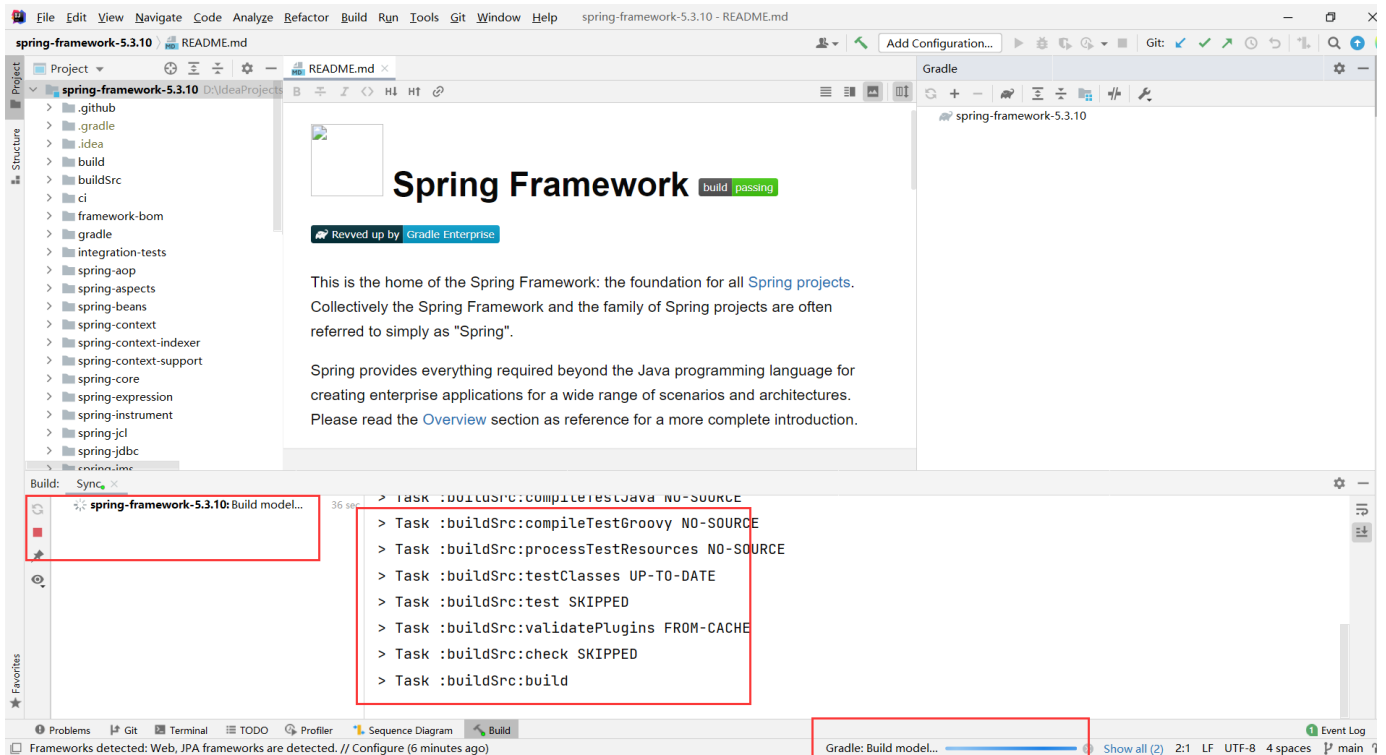 File Edit View Navigate Code Analyze Refactor Build Run Tools Git Window Help spring-framework-5.3.10 - README.md
spring-framework-5.3.10 README.md Add Configuration... Git:
Project
Project
README.md
Gradle
spring-framework-5.3.10 D:\IdeaProjects
.github
.gradle
.idea
build
buildSrc
ci
framework-bom
gradle
integration-tests
spring-aop
spring-aspects
spring-beans
spring-context
spring-context-indexer
spring-context-support
spring-core
spring-expression
spring-instrument
spring-jcl
spring-jdbc
spring-jms
Structure
Spring Framework build passing
Revved up by Gradle Enterprise
This is the home of the Spring Framework: the foundation for all Spring projects.
Collectively the Spring Framework and the family of Spring projects are often
referred to simply as "Spring".
Spring provides everything required beyond the Java programming language for
creating enterprise applications for a wide range of scenarios and architectures.
Please read the Overview section as reference for a more complete introduction.
spring-framework-5.3.10
Build: Sync
spring-framework-5.3.10: Build model... 36 sec
> Task :buildSrc:compileTestJava NO-SOURCE
> Task :buildSrc:compileTestGroovy NO-SOURCE
> Task :buildSrc:processTestResources NO-SOURCE
> Task :buildSrc:testClasses UP-TO-DATE
> Task :buildSrc:test SKIPPED
> Task :buildSrc:validatePlugins FROM-CACHE
> Task :buildSrc:check SKIPPED
> Task :buildSrc:build
Favorites
Problems Git Terminal TODO Profiler Sequence Diagram Build 1 Event Log
Frameworks detected: Web, JPA frameworks are detected. // Configure (6 minutes ago) Gradle: Build model... Show all (2) 2:1 LF UTF-8 4 spaces main